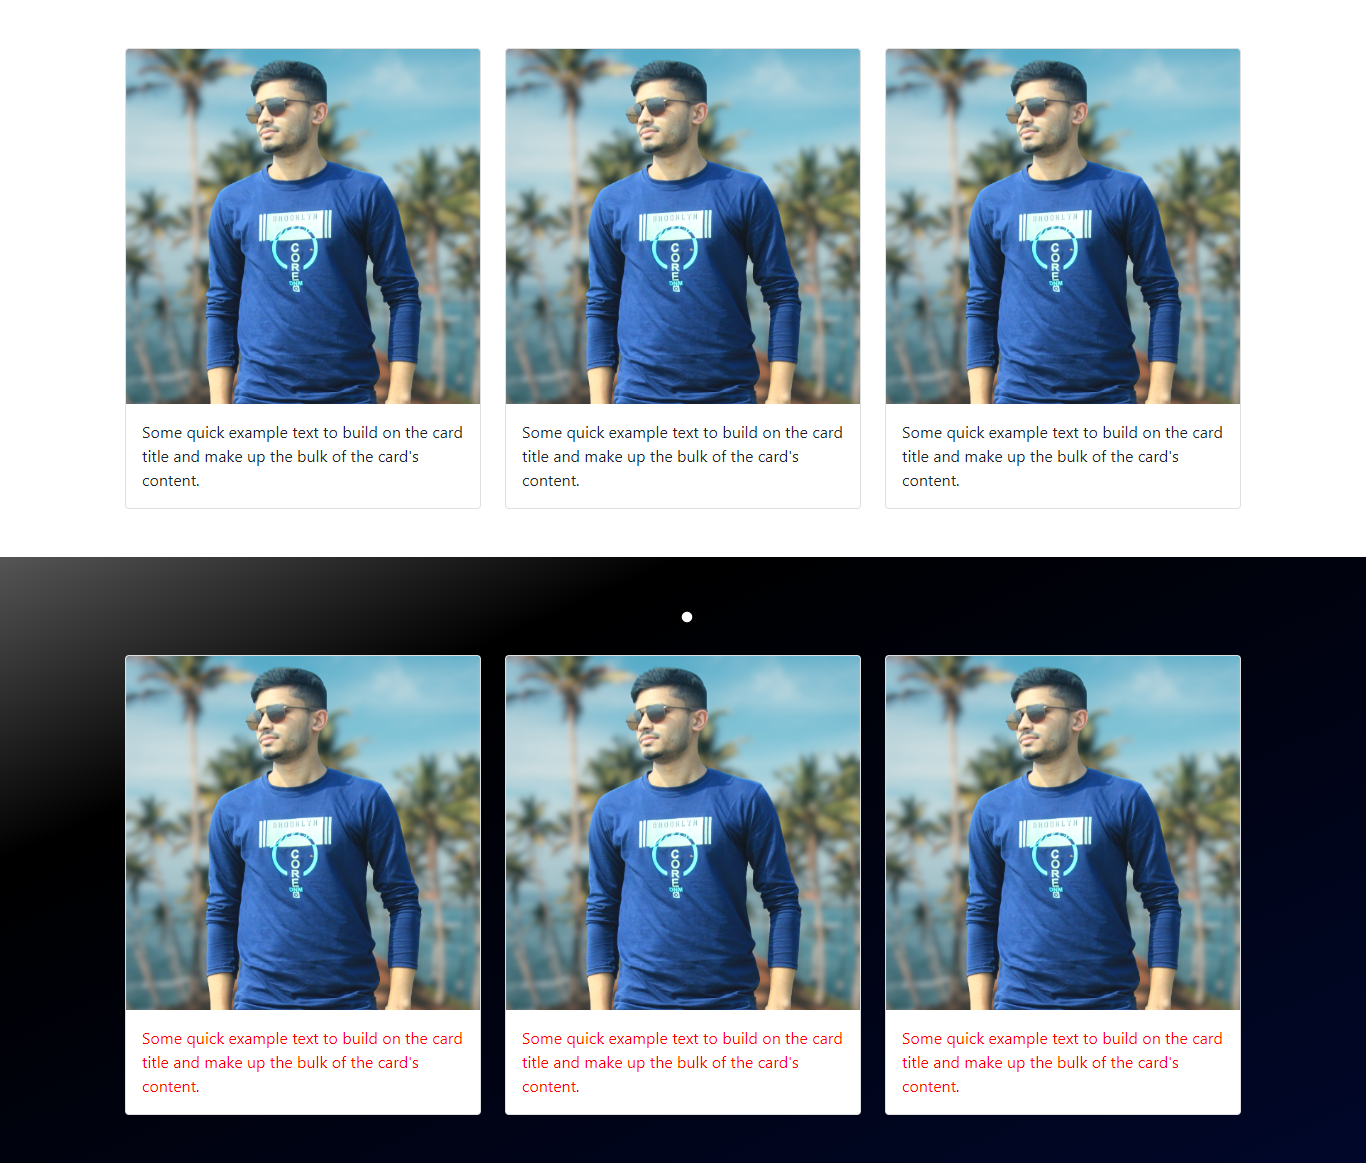 BROOKLYN
CORE
BROOKLYN
CORE
BROOKLYN
CORE
Some quick example text to build on the card
title and make up the bulk of the card's
content.
Some quick example text to build on the card
title and make up the bulk of the card's
content.
Some quick example text to build on the card
title and make up the bulk of the card's
content.
BROOKLYN
CORE
BROOKLYN
CORE
BROOKLYN
CORE
Some quick example text to build on the card
title and make up the bulk of the card's
content.
Some quick example text to build on the card
title and make up the bulk of the card's
content.
Some quick example text to build on the card
title and make up the bulk of the card's
content.